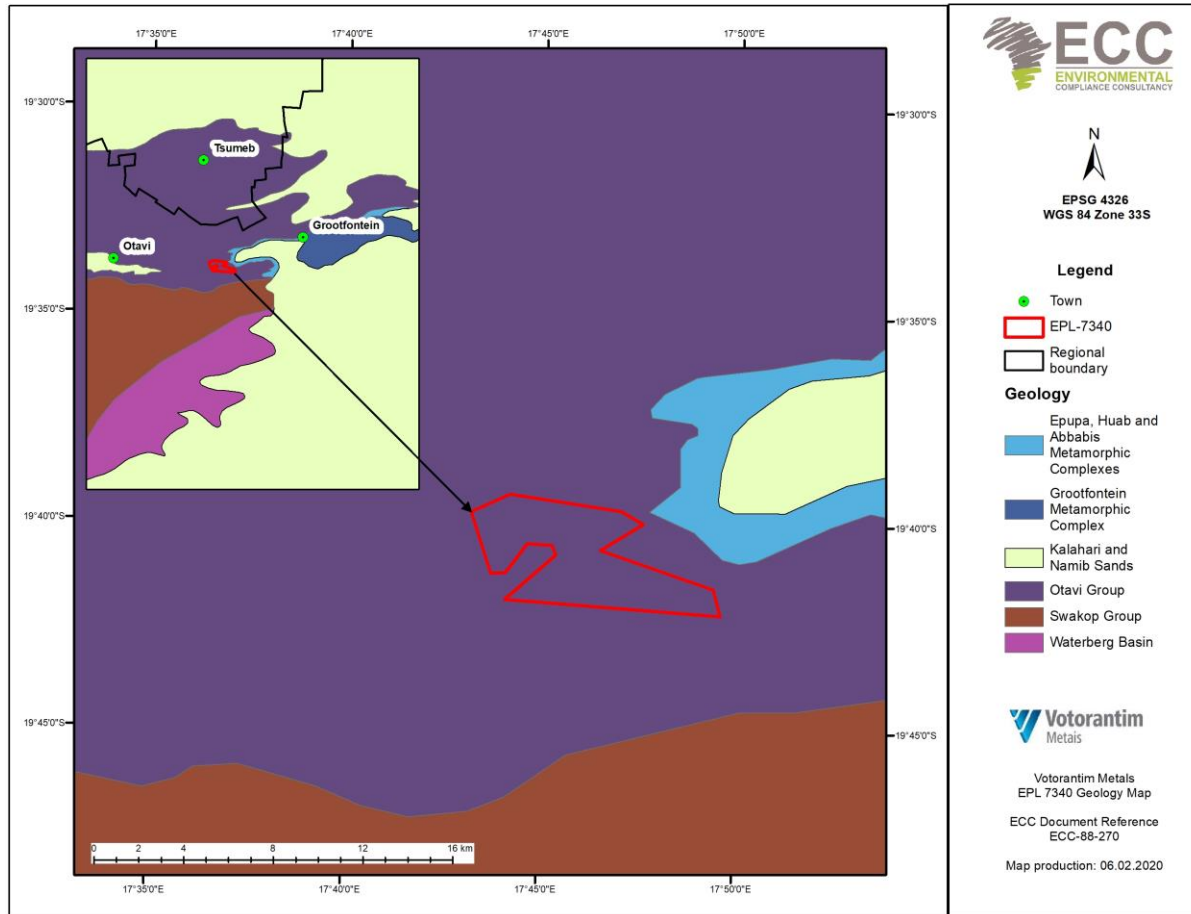 17°35'0"E
17°40'0"E
17°45'0"E
17°50'0"E
19°30'0"S
19°35'0"S
19°40'0"S
19°45'0"S
19°30'0"S
19°35'0"S
19°40'0"S
19°45'0"S
Tsumeb
Grootfontein
Otavi
0 2 4 8 12 16 km
17°35'0"E
17°40'0"E
17°45'0"E
17°50'0"E
ECC
ENVIRONMENTAL
COMPLIANCE CONSULTANCY
N
EPSG 4326
WGS 84 Zone 33S
Legend
Town
EPL-7340
Regional
boundary
Geology
Epupa, Huab and
Abbabis
Metamorphic
Complexes
Grootfontein
Metamorphic
Complex
Kalahari and
Namib Sands
Otavi Group
Swakop Group
Waterberg Basin
Votorantim
Metais
Votorantim Metals
EPL 7340 Geology Map
ECC Document Reference
ECC-88-270
Map production: 06.02.2020